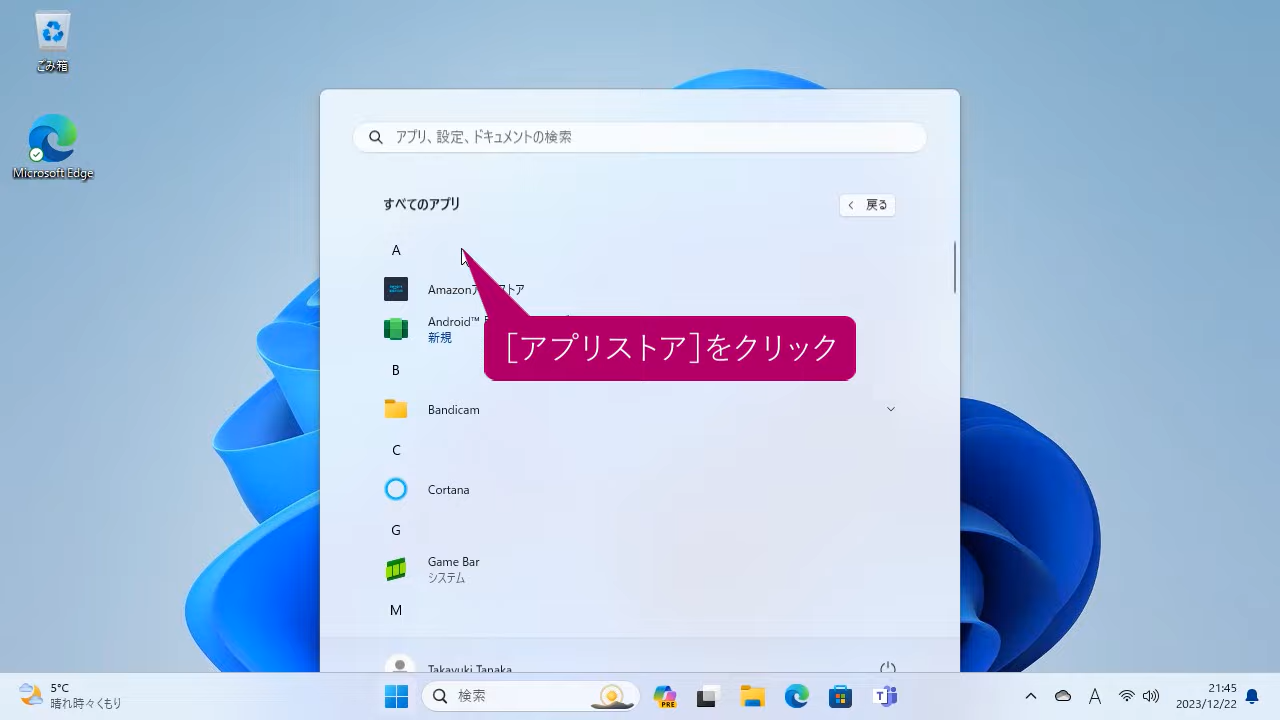 ごみ箱
Microsoft Edge
アプリ、設定、ドキュメントの検索
すべてのアプリ
戻る
A
Amazonア
ストア
Android™
新規
[アプリストア]をクリック
B
Bandicam
C
Cortana
G
Game Bar
システム
M
Takayuki Tanaka
5°C
晴れ時々くもり
検索
PRE
A
21:45
2023/12/22